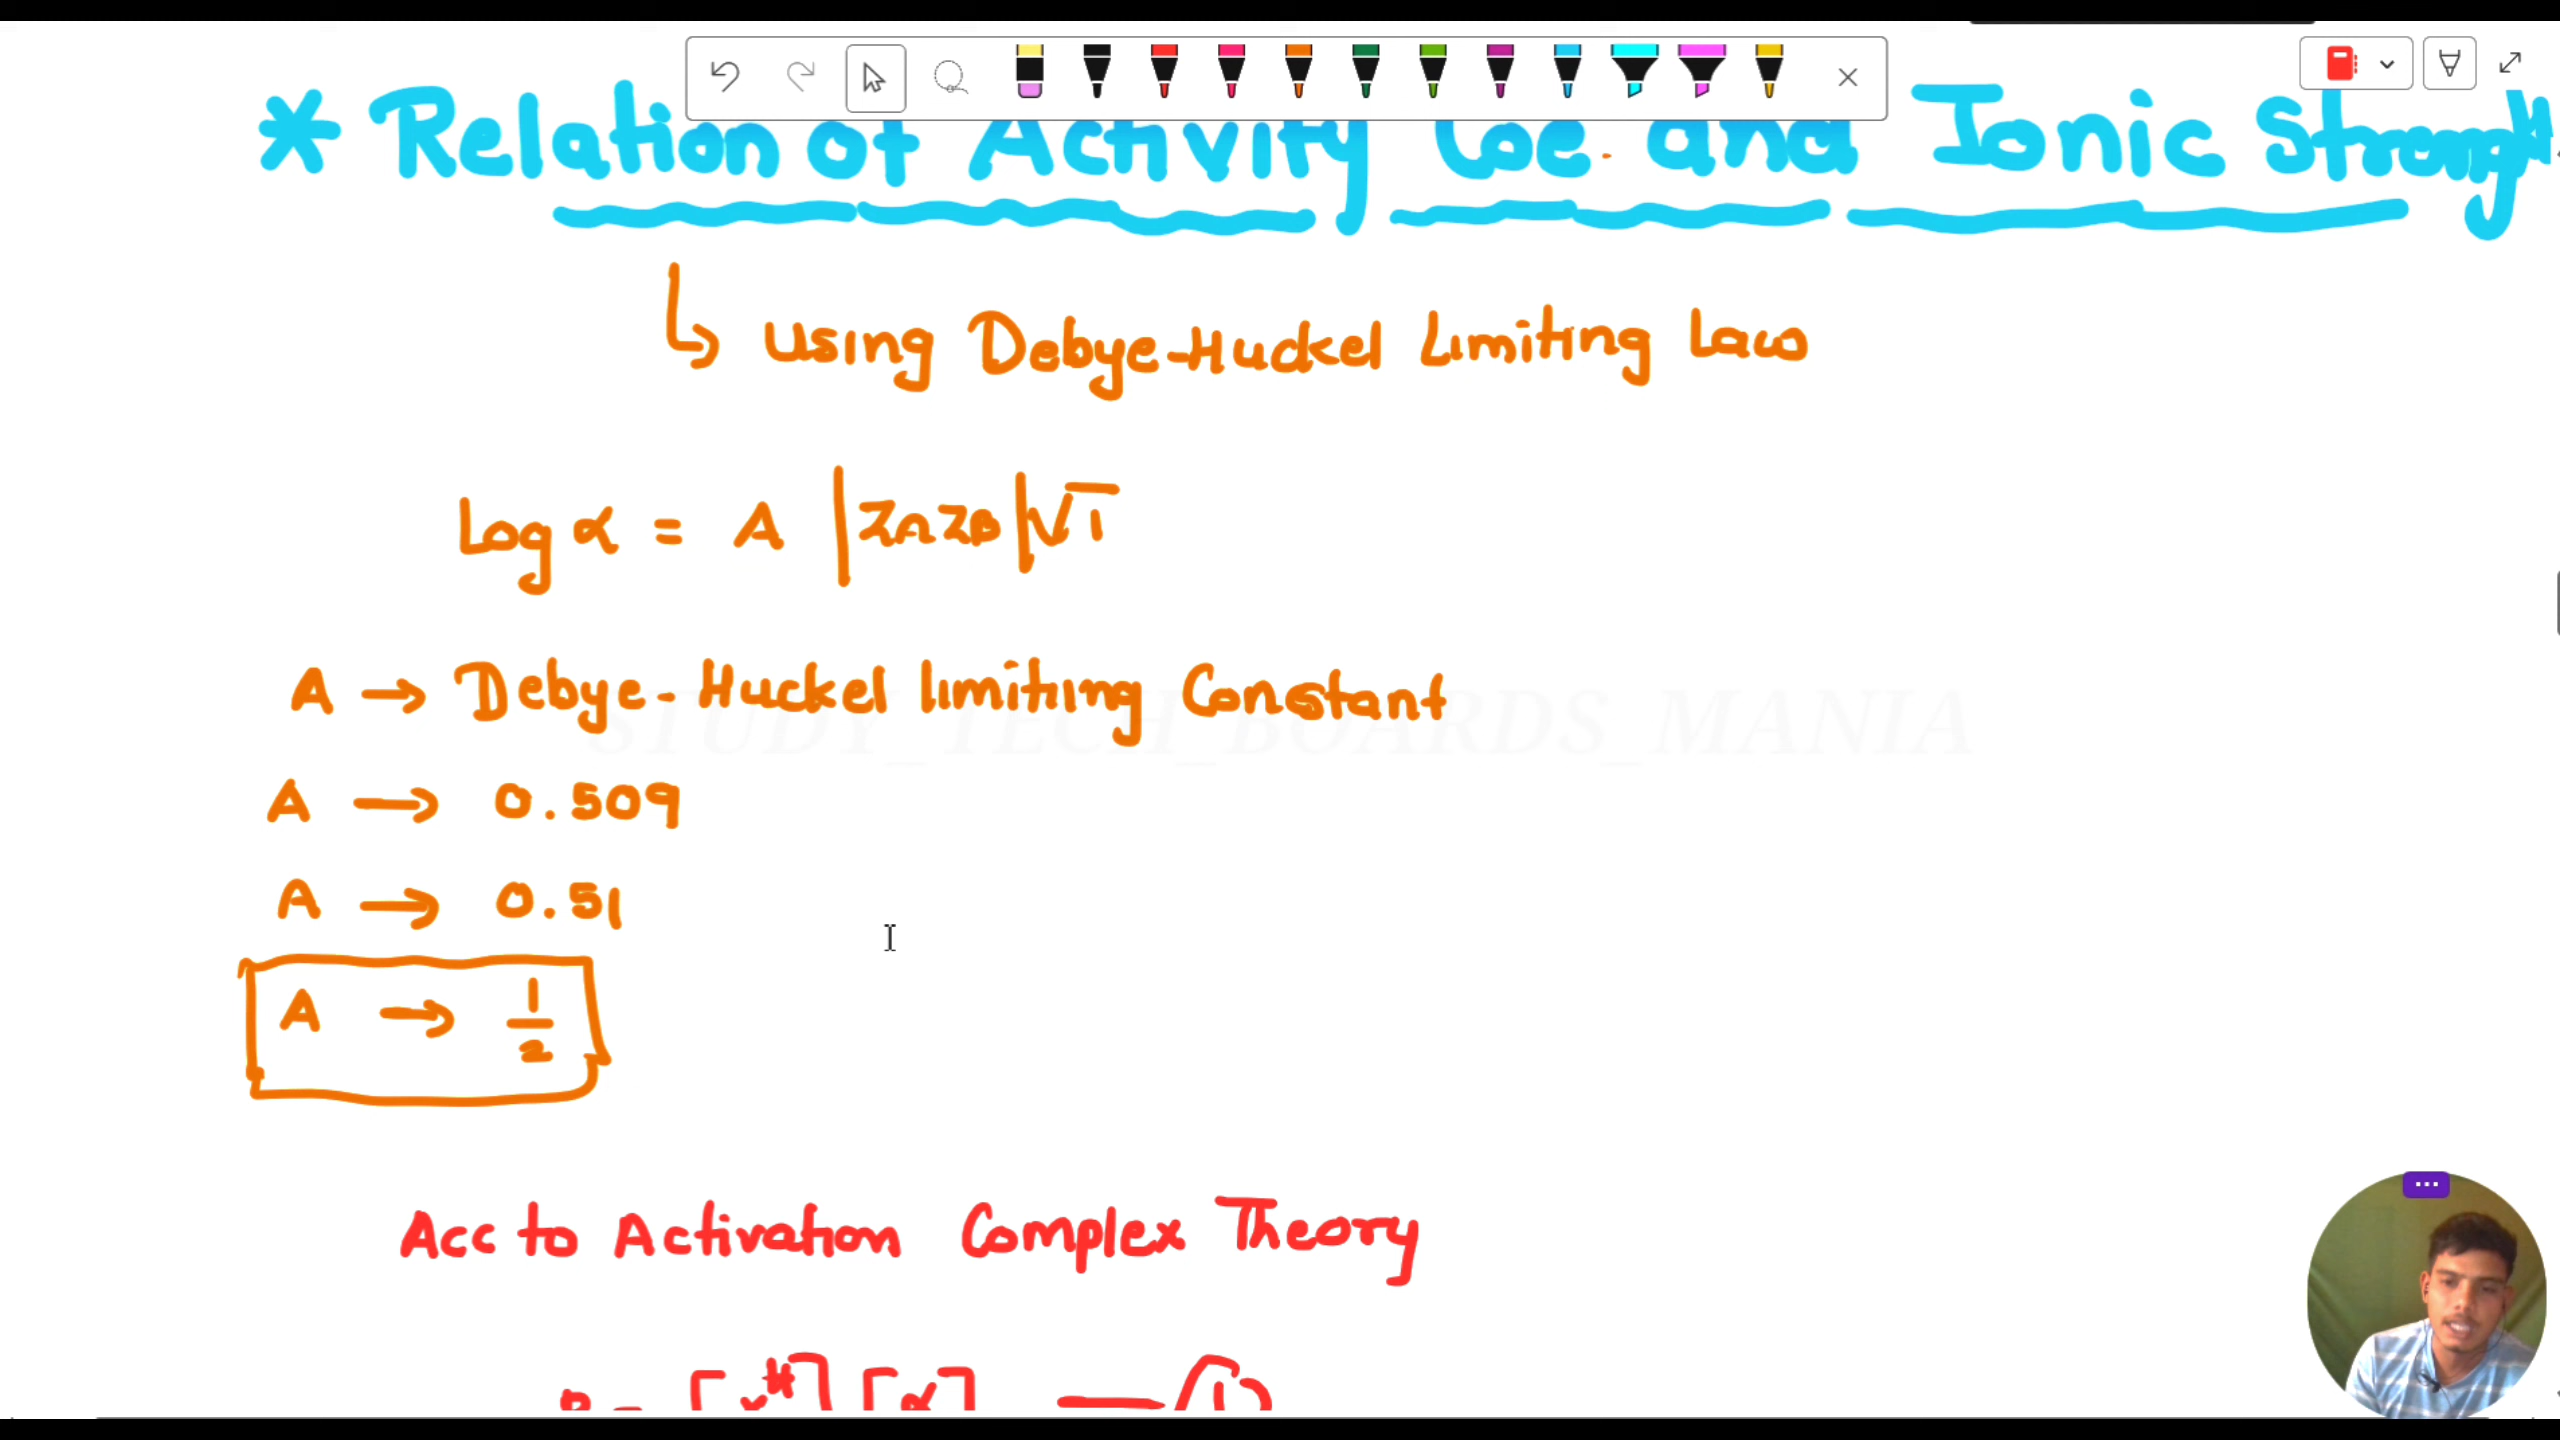 * Relation of Activity Coe. and Ionic Strength
↳ Using Debye-Huckel Limiting Law
Log α = A |ZAZB|√I
A → Debye-Huckel limiting Constant
STUDY_TECH_BOARDS_MANIA
A → 0.509
A → 0.51
A → 1/2
Acc to Activation Complex Theory